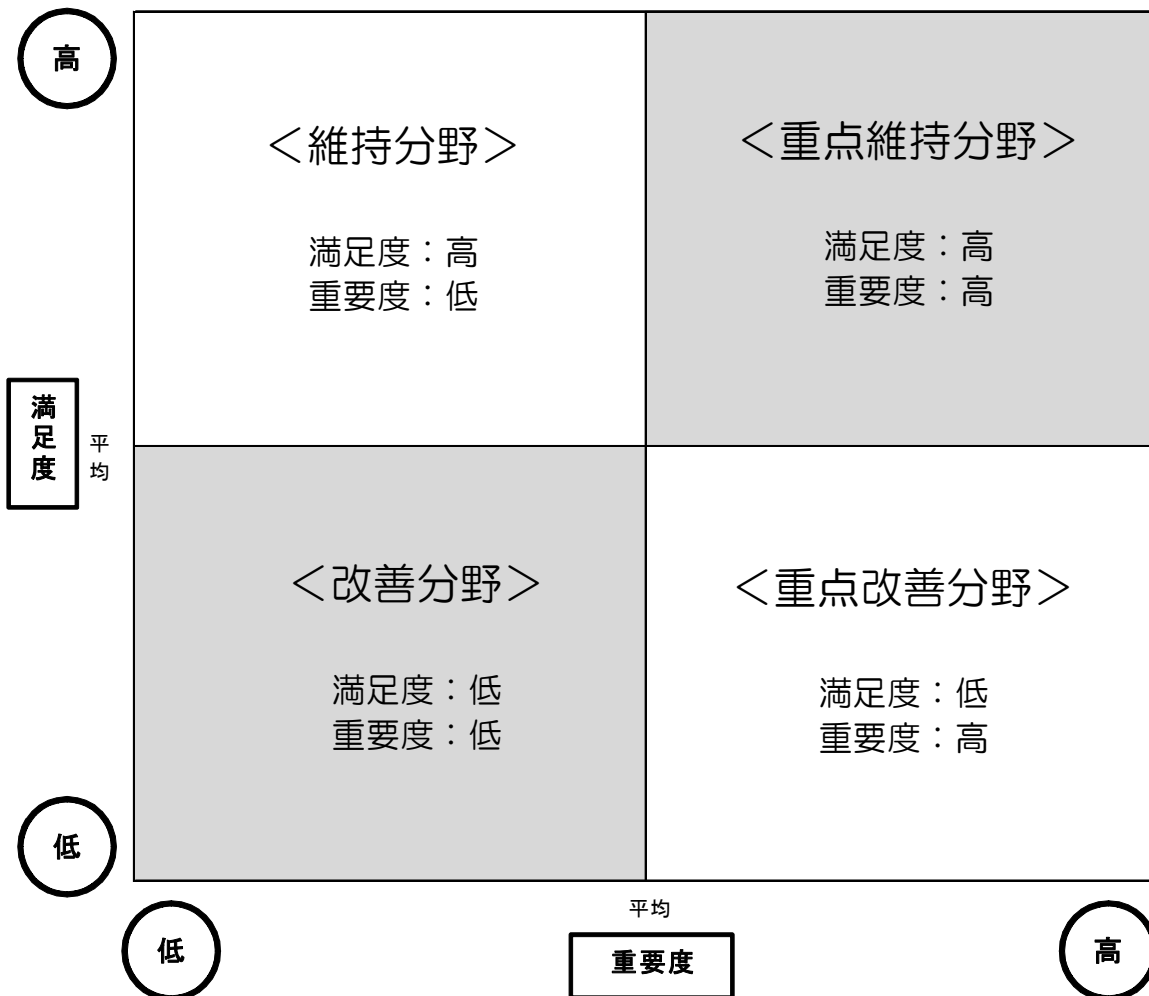 高
＜維持分野＞
満足度：高
重要度：低
＜重点維持分野＞
満足度：高
重要度：高
満足度
平均
＜改善分野＞
満足度：低
重要度：低
＜重点改善分野＞
満足度：低
重要度：高
低
低
平均
重要度
高